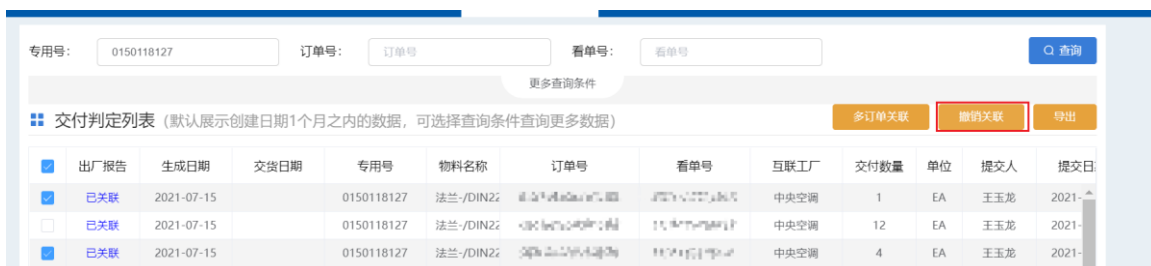 专用号： 0150118127 订单号： 订单号 看单号： 看单号 查询
更多查询条件
交付判定列表（默认展示创建日期1个月之内的数据，可选择查询条件查询更多数据） 多订单关联 撤销关联 导出
出厂报告 生成日期 交货日期 专用号 物料名称 订单号 看单号 互联工厂 交付数量 单位 提交人 提交日
已关联 2021-07-15 0150118127 法兰-/DIN22 中央空调 1 EA 王玉龙 2021-
已关联 2021-07-15 0150118127 法兰-/DIN22 中央空调 12 EA 王玉龙 2021-
已关联 2021-07-15 0150118127 法兰-/DIN22 中央空调 4 EA 王玉龙 2021-